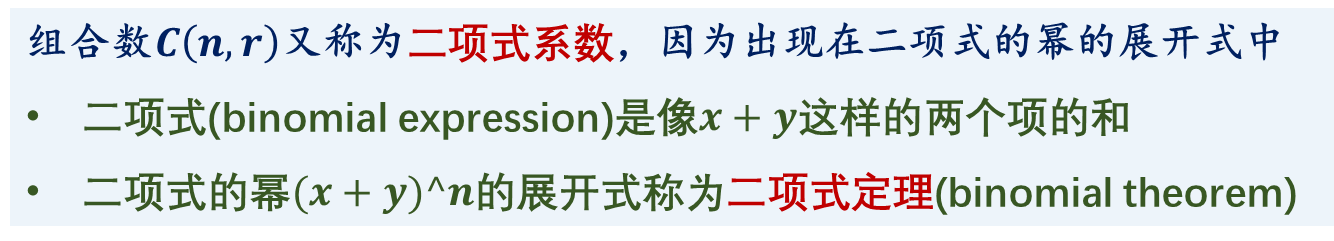 组合数C(n,r)又称为二项式系数，因为出现在二项式的幂的展开式中
• 二项式(binomial expression)是像x + y这样的两个项的和
• 二项式的幂(x + y)^n的展开式称为二项式定理(binomial theorem)